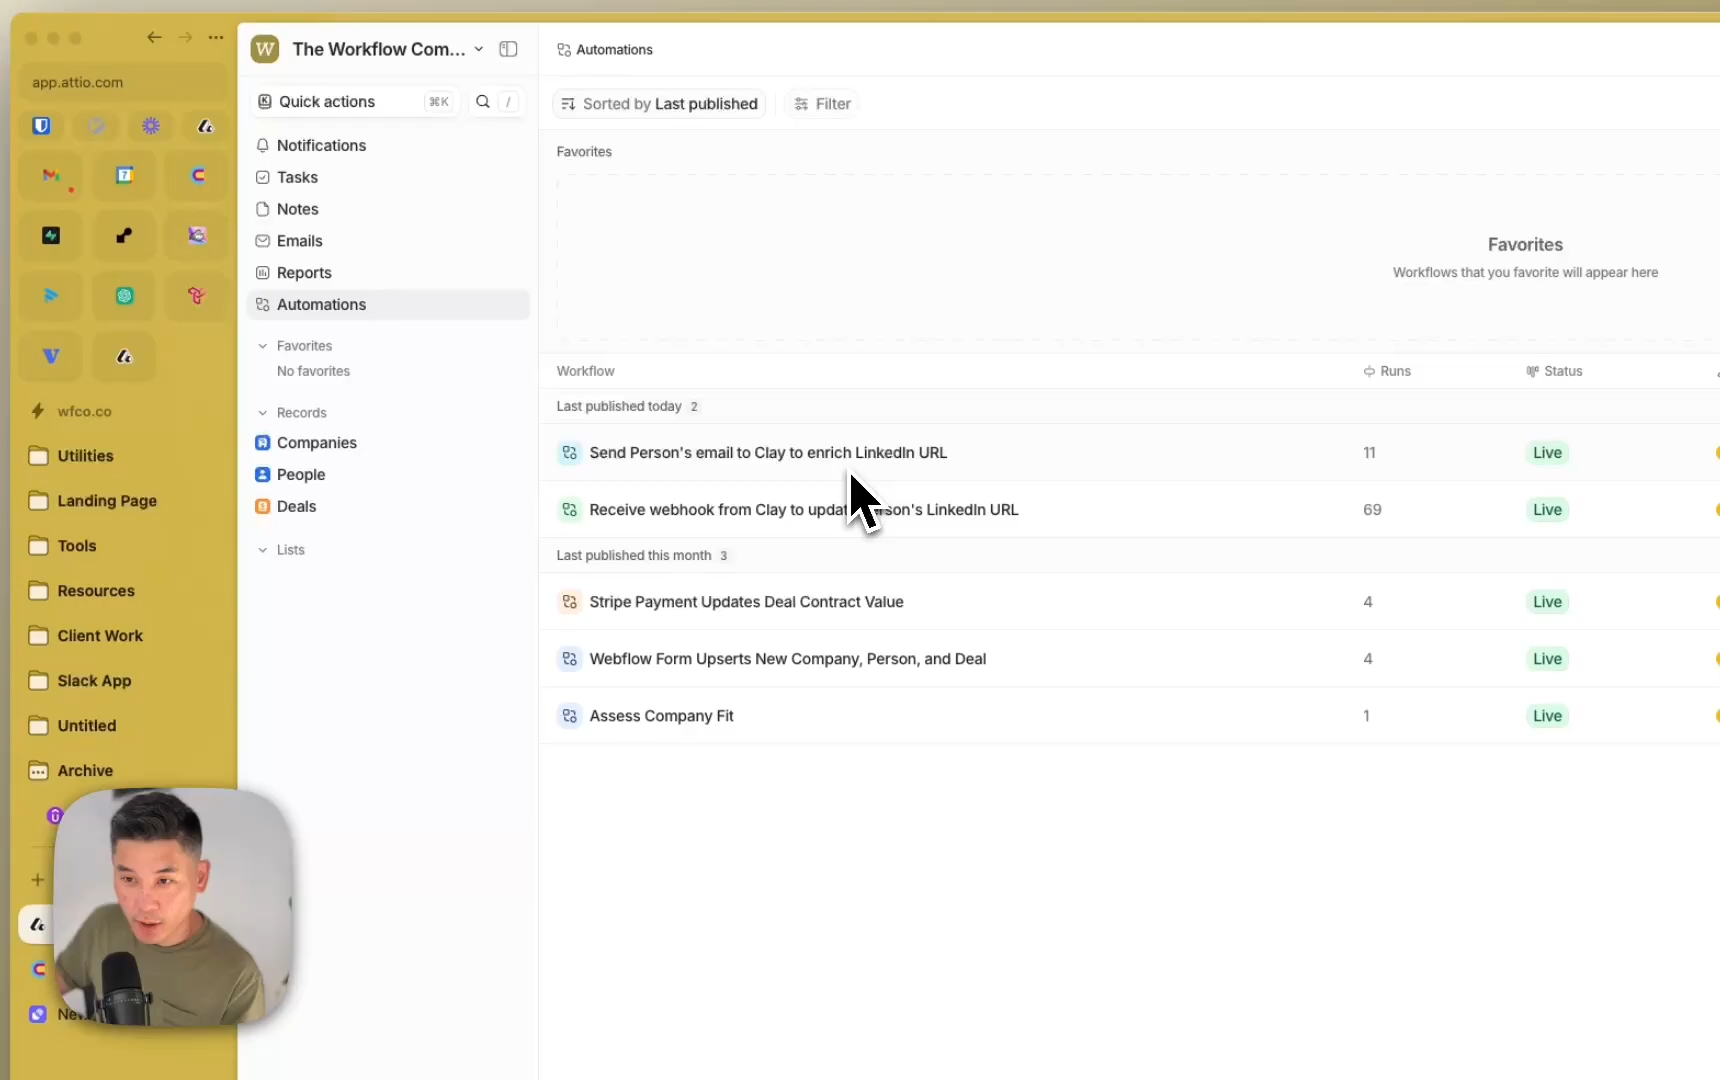 app.attio.com
7
wfco.co
Utilities
Landing Page
Tools
Resources
Client Work
Slack App
Untitled
Archive
W
The Workflow Com...
Quick actions
⌘K
/
Notifications
Tasks
Notes
Emails
Reports
Automations
Favorites
No favorites
Records
Companies
People
Deals
Lists
Automations
Sorted by Last published
Filter
Favorites
Favorites
Workflows that you favorite will appear here
Workflow Runs Status
Last published today 2
Send Person's email to Clay to enrich LinkedIn URL 11 Live
Receive webhook from Clay to LinkedIn URL 69 Live
Last published this month 3
Stripe Payment Updates Deal Contract Value 4 Live
Webflow Form Upserts New Company, Person, and Deal 4 Live
Assess Company Fit 1 Live